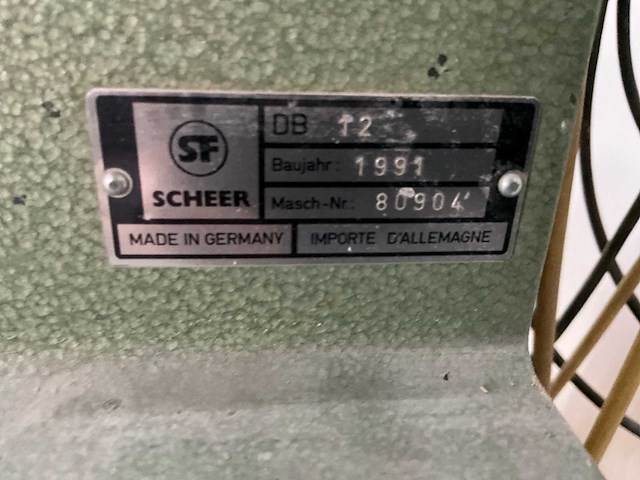 SF
SCHEER
DB 12
Baujahr: 1991
Masch-Nr.: 80904
MADE IN GERMANY
IMPORTE D'ALLEMAGNE